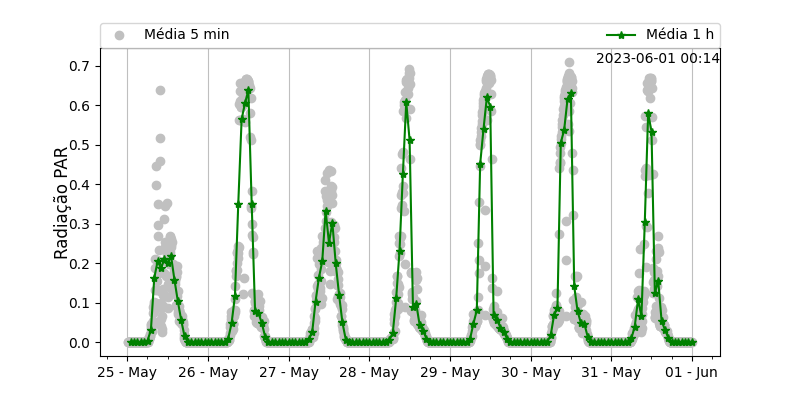 Média 5 min
Média 1 h
2023-06-01 00:14
Radiação PAR
0.7
0.6
0.5
0.4
0.3
0.2
0.1
0.0
25 - May
26 - May
27 - May
28 - May
29 - May
30 - May
31 - May
01 - Jun